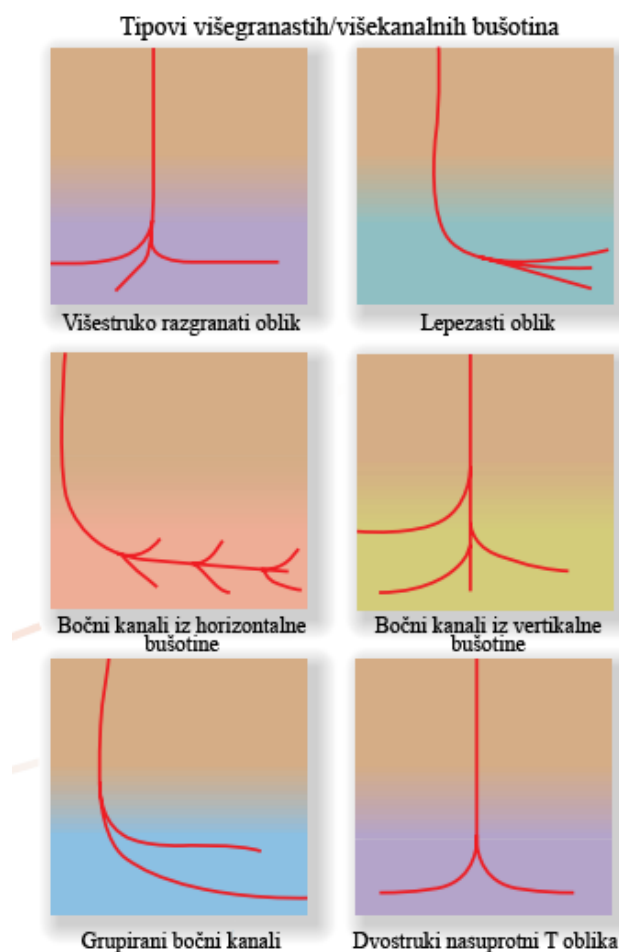 Tipovi višegranastih/višekanalnih bušotina
Višestruko razgranati oblik
Lepezasti oblik
Bočni kanali iz horizontalne
bušotine
Bočni kanali iz vertikalne
bušotine
Grupirani bočni kanali
Dvostruki nasuprotni T oblika